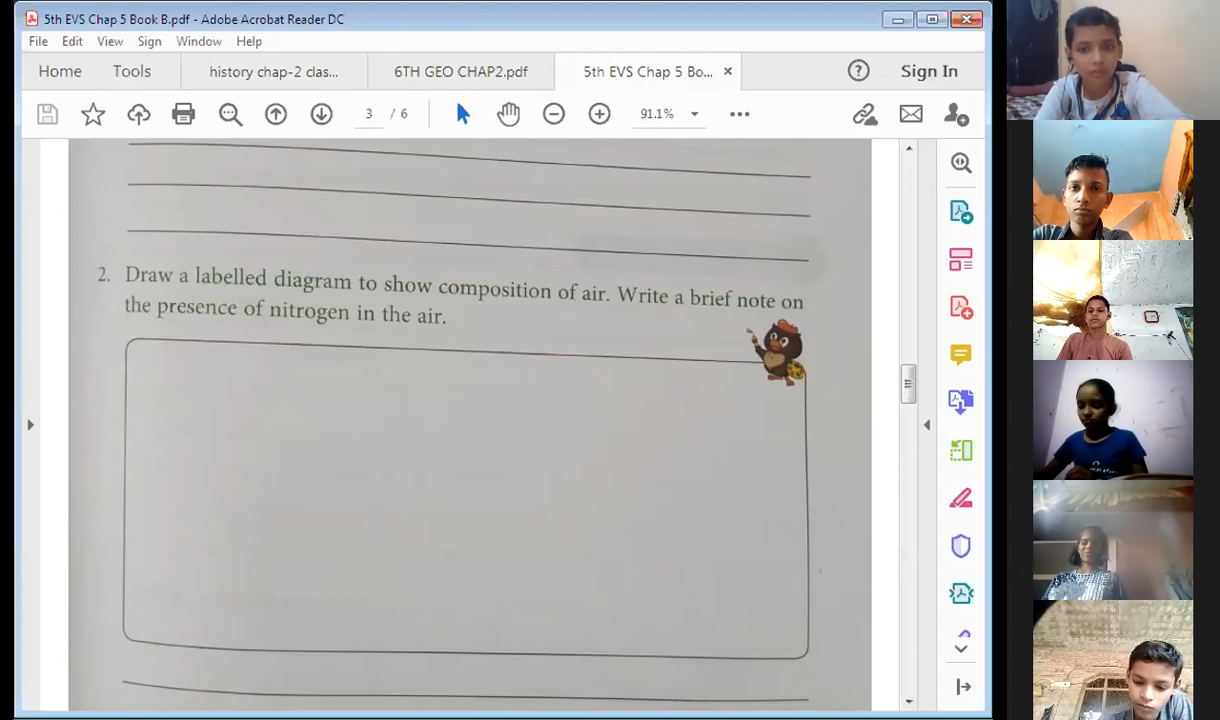 5th EVS Chap 5 Book B.pdf - Adobe Acrobat Reader DC
File Edit View Sign Window Help
Home Tools history chap-2 clas... 6TH GEO CHAP2.pdf 5th EVS Chap 5 Bo... × Sign In
3 / 6 91.1%
2. Draw a labelled diagram to show composition of air. Write a brief note on
the presence of nitrogen in the air.